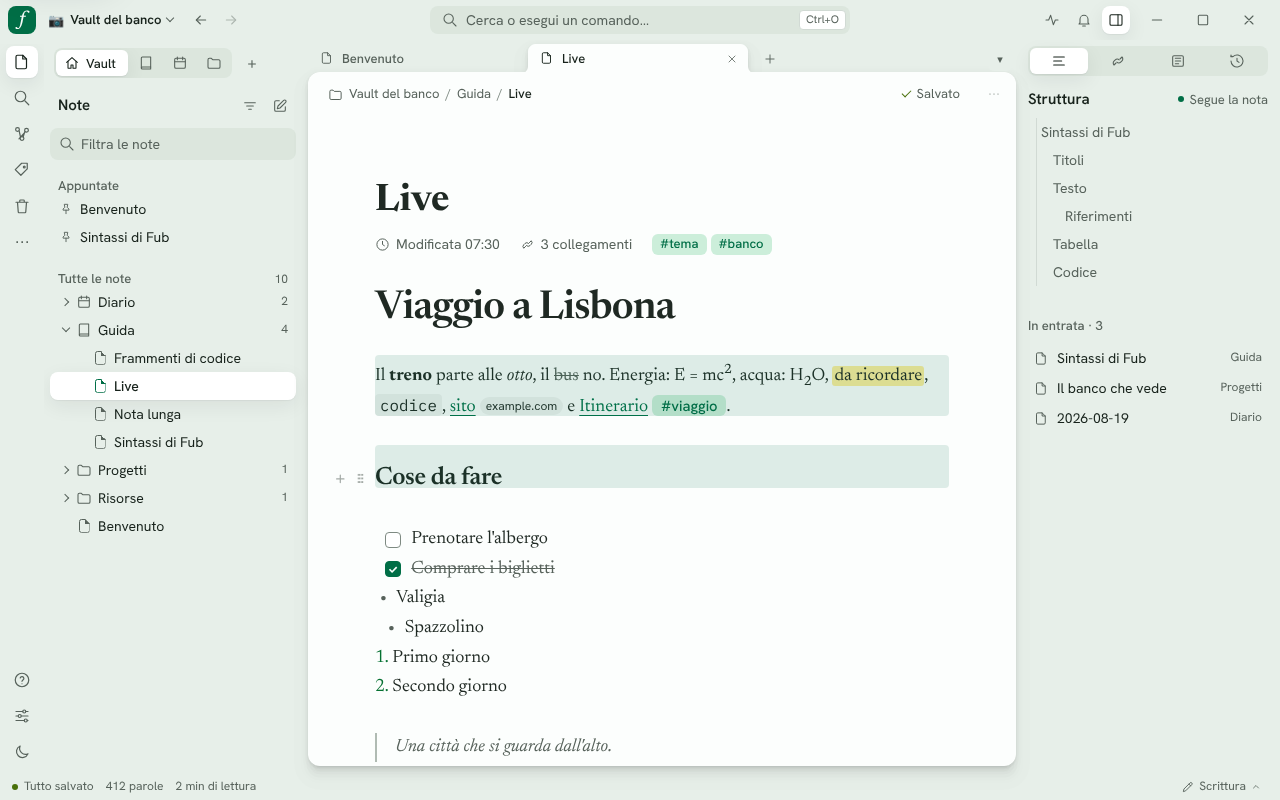 Vault del banco
Cerca o esegui un comando…
Ctrl+O
Vault
Note
Filtra le note
Appuntate
Benvenuto
Sintassi di Fub
Tutte le note 10
Diario 2
Guida 4
Frammenti di codice
Live
Nota lunga
Sintassi di Fub
Progetti 1
Risorse 1
Benvenuto
Benvenuto
Live
Vault del banco / Guida / Live
Salvato
Live
Modificata 07:30 3 collegamenti #tema #banco
Viaggio a Lisbona
Il treno parte alle otto, il bus no. Energia: E = mc², acqua: H₂O, da ricordare,
codice, sito example.com e Itinerario #viaggio.
Cose da fare
Prenotare l'albergo
Comprare i biglietti
• Valigia
• Spazzolino
1. Primo giorno
2. Secondo giorno
Una città che si guarda dall'alto.
Struttura
Segue la nota
Sintassi di Fub
Titoli
Testo
Riferimenti
Tabella
Codice
In entrata · 3
Sintassi di Fub Guida
Il banco che vede Progetti
2026-08-19 Diario
Tutto salvato 412 parole 2 min di lettura
Scrittura